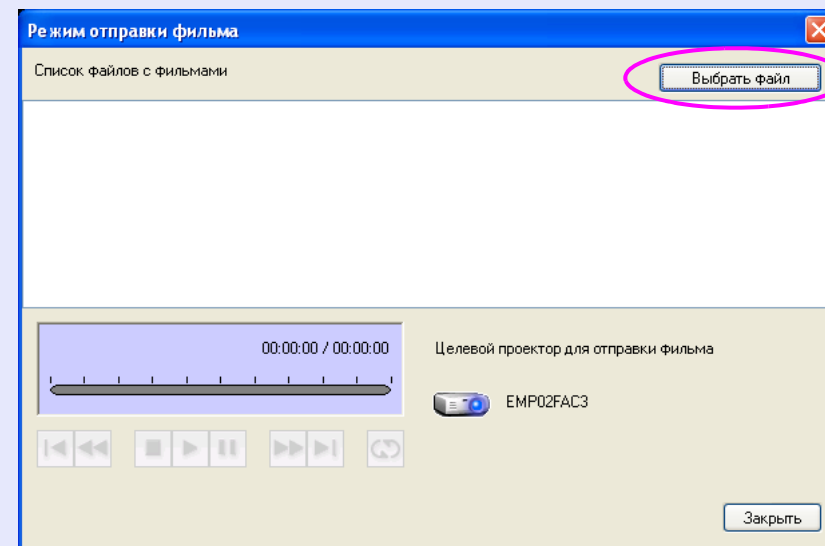 Режим отправки фильма
Список файлов с фильмами
Выбрать файл
00:00:00 / 00:00:00
Целевой проектор для отправки фильма
EMP02FAC3
Закрыть